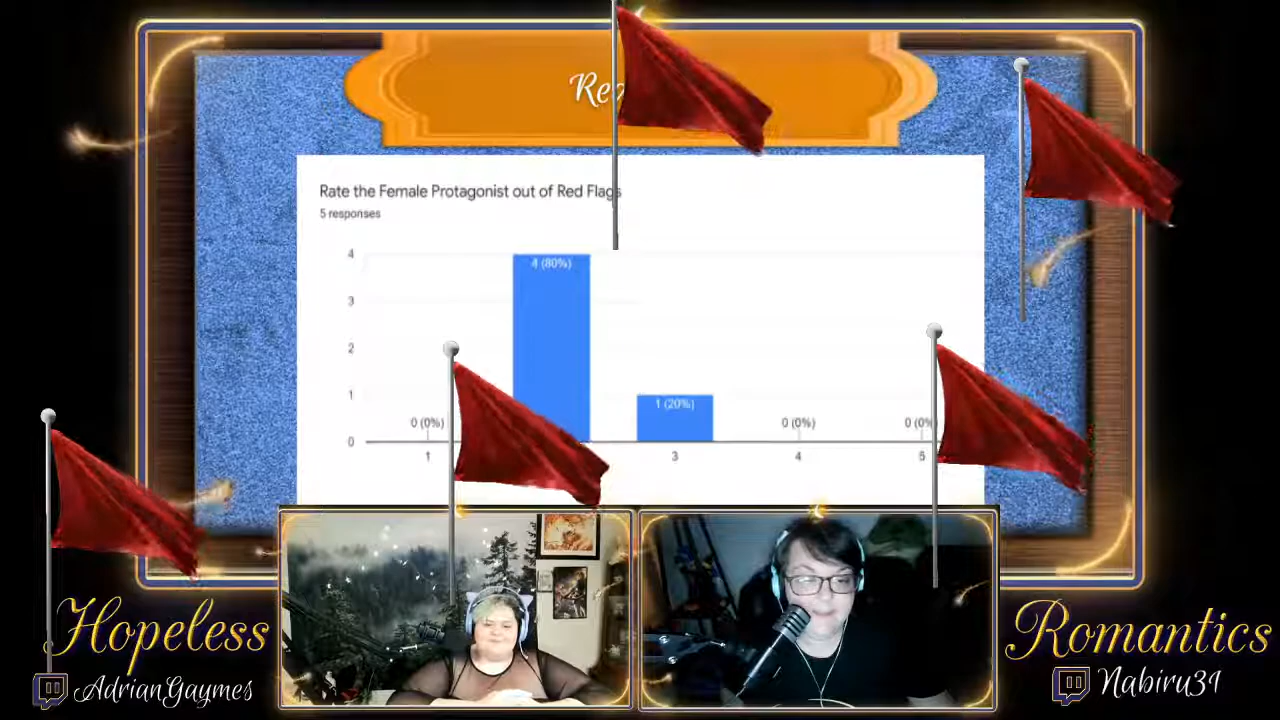 Rate the Female Protagonist out of Red Flags
5 responses
4
3
2
1
0
4 (80%)
1 (20%)
0 (0%)
0 (0%)
0 (0%)
1
3
4
5
Hopeless
AdrianGaymes
Romantics
Nabiru31